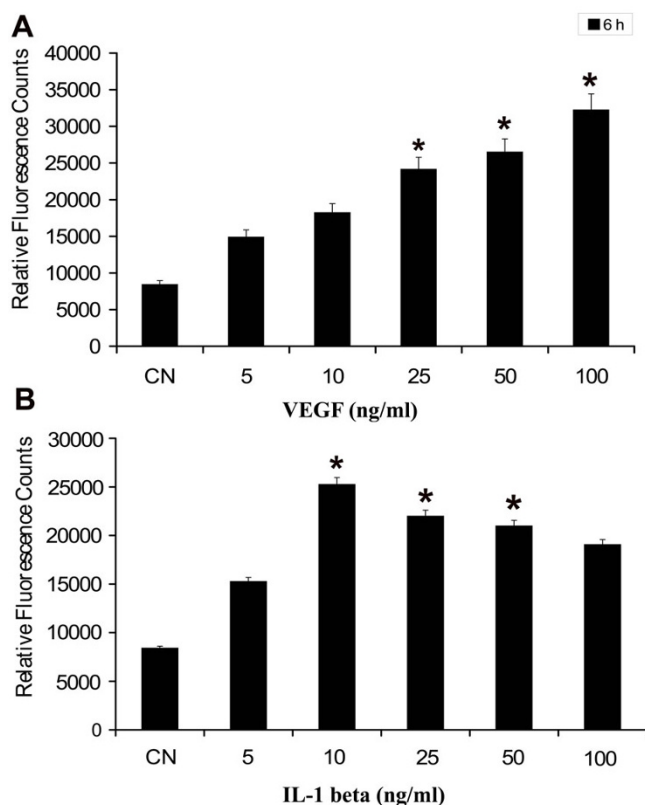 A
6 h
Relative Fluorescence Counts
40000
35000
30000
25000
20000
15000
10000
5000
0
* * *
CN 5 10 25 50 100
VEGF (ng/ml)
B
Relative Fluorescence Counts
30000
25000
20000
15000
10000
5000
0
* * *
CN 5 10 25 50 100
IL-1 beta (ng/ml)